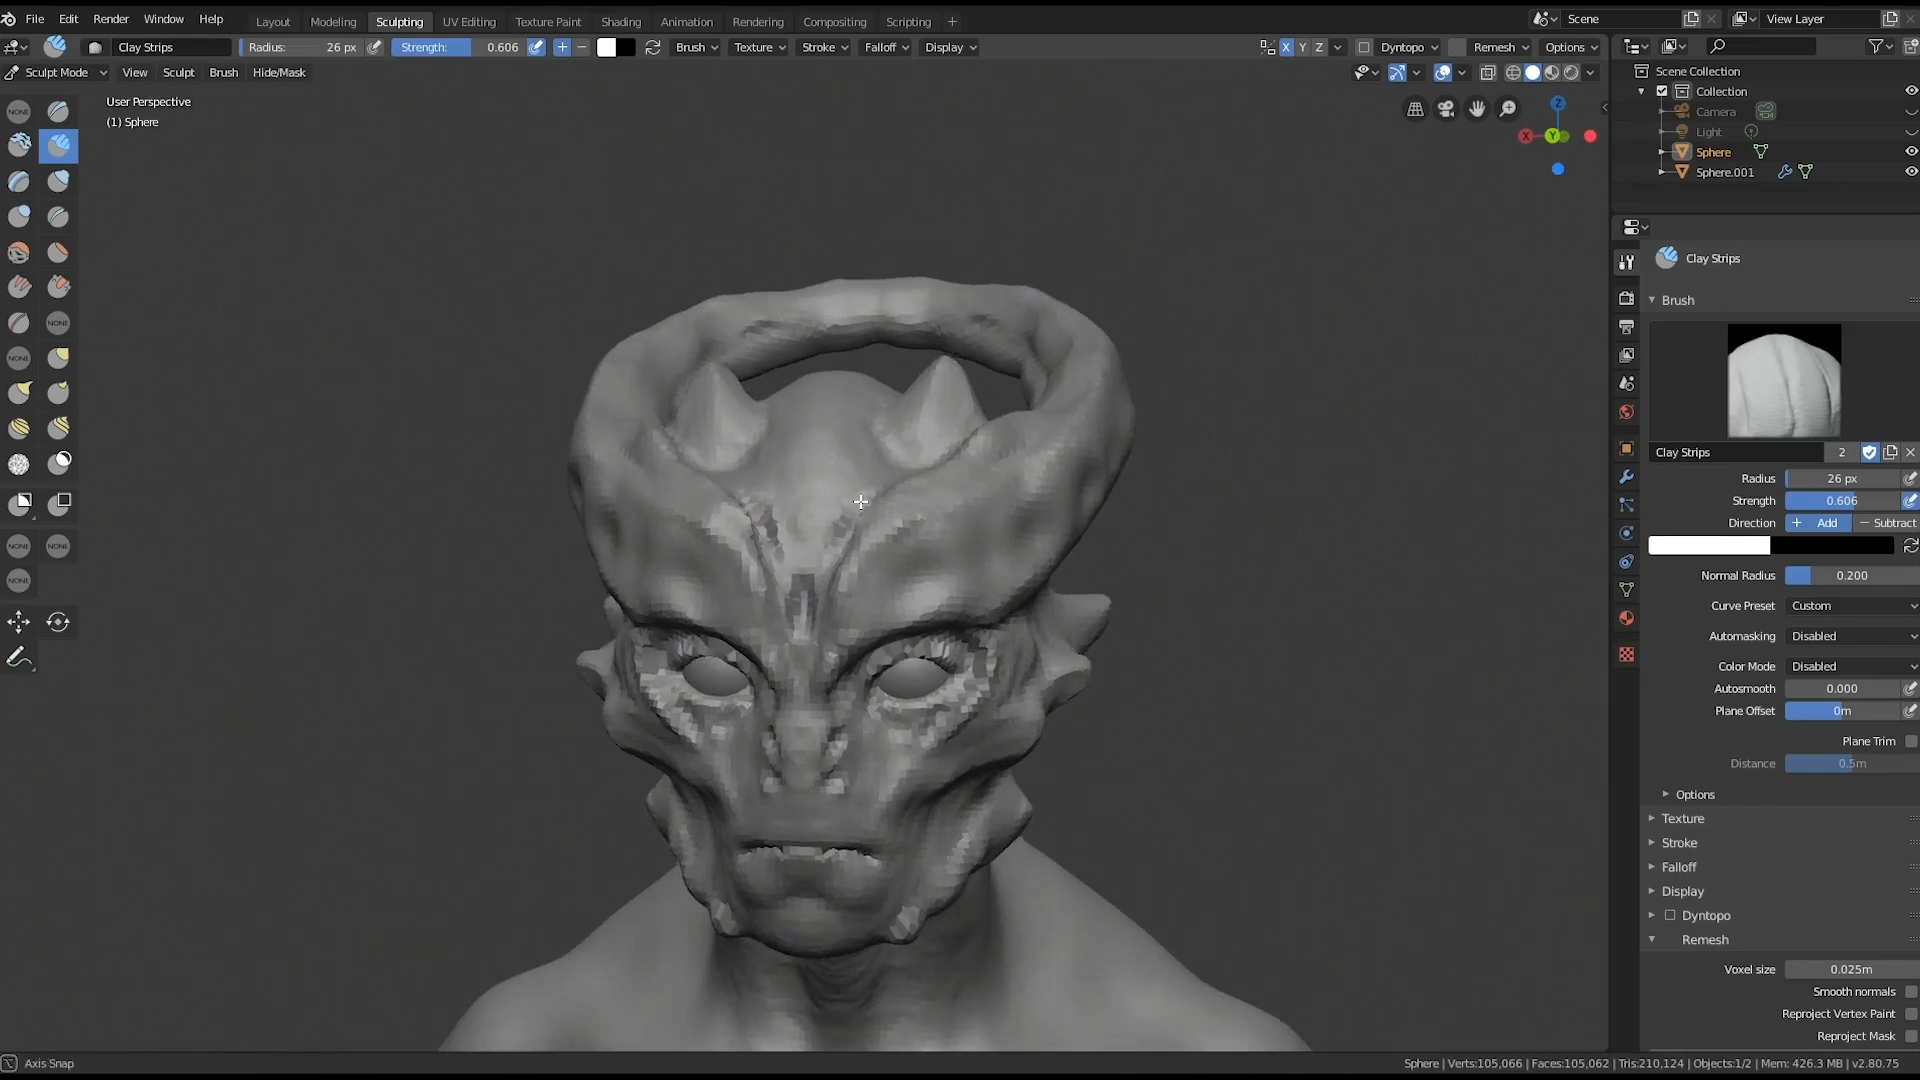 File Edit Render Window Help Layout Modeling Sculpting UV Editing Texture Paint Shading Animation Rendering Compositing Scripting + Scene View Layer
Clay Strips Radius: 26 px Strength: 0.606 + − Brush Texture Stroke Falloff Display X Y Z Dyntopo Remesh Options
Sculpt Mode View Sculpt Brush Hide/Mask
User Perspective
(1) Sphere
Z
X Y
NONE
NONE
NONE
NONE NONE
NONE
Scene Collection
Collection
Camera
Light
Sphere
Sphere.001
Clay Strips
Brush
Clay Strips 2
Radius 26 px
Strength 0.606
Direction + Add − Subtract
Normal Radius 0.200
Curve Preset Custom
Automasking Disabled
Color Mode Disabled
Autosmooth 0.000
Plane Offset 0m
Plane Trim
Distance 0.5m
Options
Texture
Stroke
Falloff
Display
Dyntopo
Remesh
Voxel size 0.025m
Smooth normals
Reproject Vertex Paint
Reproject Mask
Axis Snap
Sphere | Verts:105,066 | Faces:105,062 | Tris:210,124 | Objects:1/2 | Mem: 426.3 MB | v2.80.75